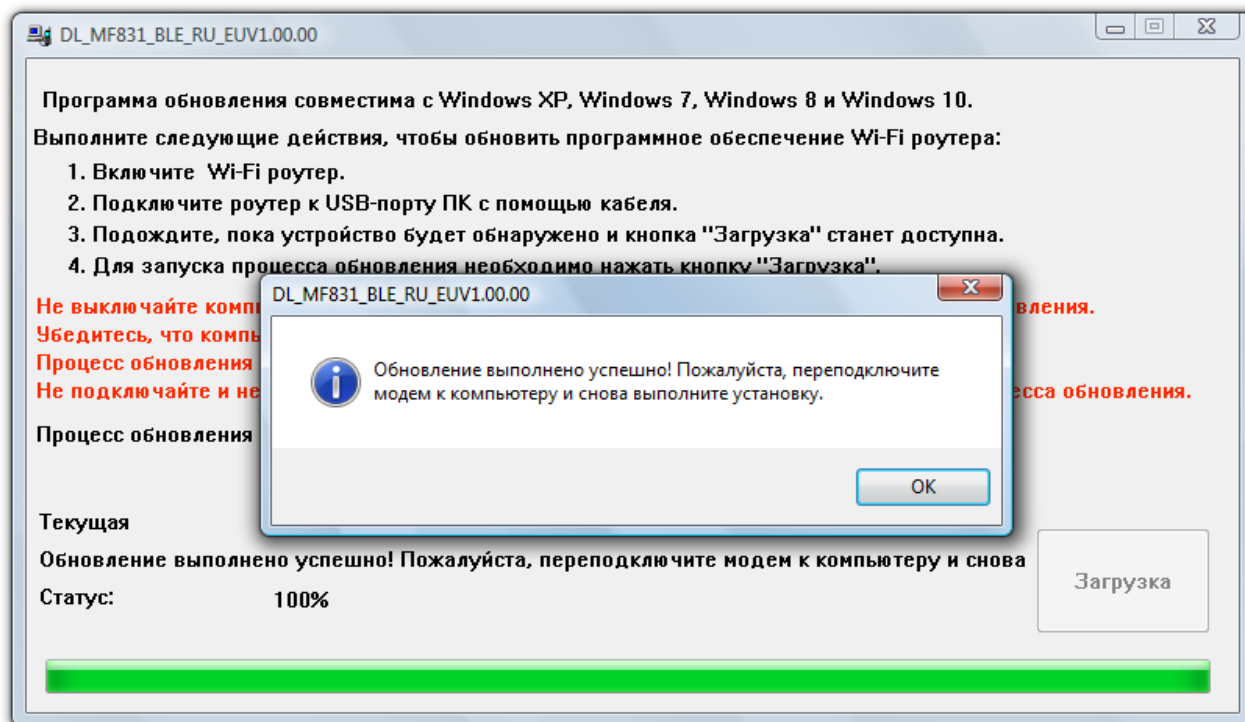 DL_MF831_BLE_RU_EUV1.00.00
Программа обновления совместима с Windows XP, Windows 7, Windows 8 и Windows 10.
Выполните следующие действия, чтобы обновить программное обеспечение Wi-Fi роутера:
1. Включите Wi-Fi роутер.
2. Подключите роутер к USB-порту ПК с помощью кабеля.
3. Подождите, пока устройство будет обнаружено и кнопка "Загрузка" станет доступна.
4. Для запуска процесса обновления необходимо нажать кнопку "Загрузка".
Не выключайте
Убедитесь, что
Процесс обновления
Не подключайте и не обновления.
Процесс обновления
DL_MF831_BLE_RU_EUV1.00.00
Обновление выполнено успешно! Пожалуйста, переподключите
модем к компьютеру и снова выполните установку.
OK
Текущая
Обновление выполнено успешно! Пожалуйста, переподключите модем к компьютеру и снова
Загрузка
Статус: 100%